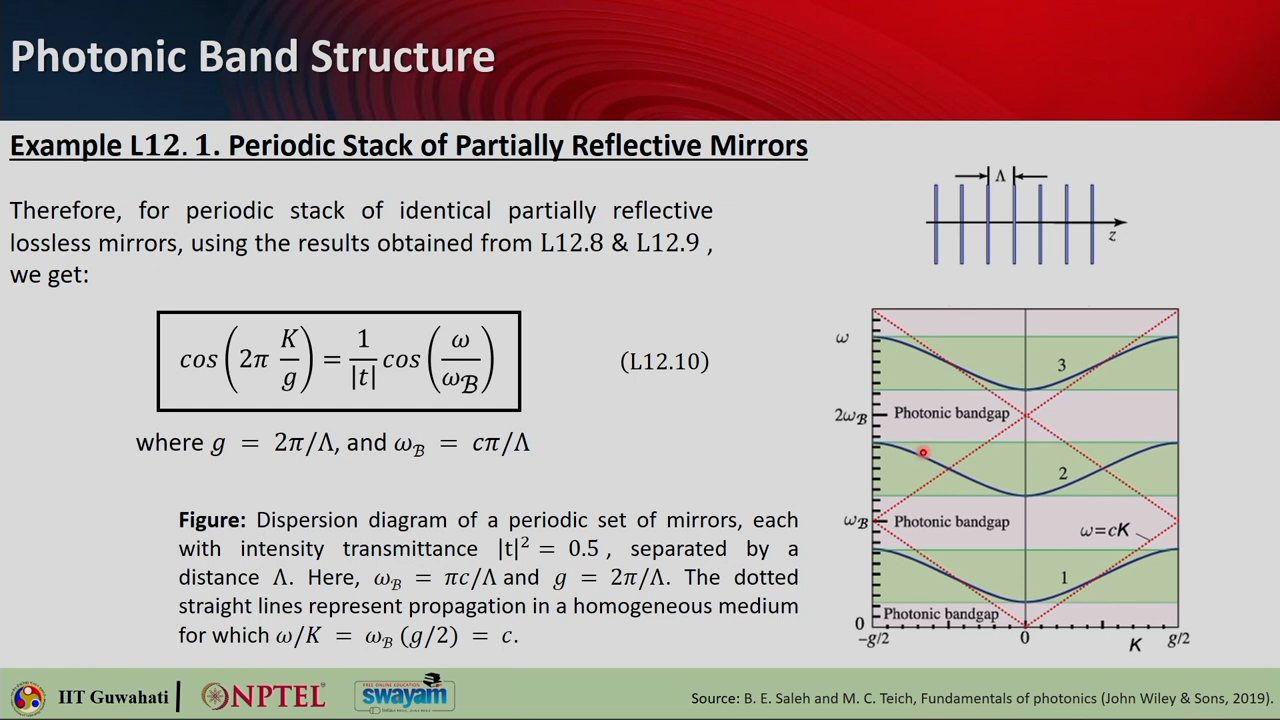 Photonic Band Structure
Example L12.1. Periodic Stack of Partially Reflective Mirrors
Therefore, for periodic stack of identical partially reflective
lossless mirrors, using the results obtained from L12.8 & L12.9 ,
we get:
cos(2π K/g) = 1/|t| cos(ω/ω_ℬ)
(L12.10)
where g = 2π/Λ, and ω_ℬ = cπ/Λ
Figure: Dispersion diagram of a periodic set of mirrors, each
with intensity transmittance |t|² = 0.5 , separated by a
distance Λ. Here, ω_ℬ = πc/Λ and g = 2π/Λ. The dotted
straight lines represent propagation in a homogeneous medium
for which ω/K = ω_ℬ (g/2) = c.
Λ
z
ω
3
2ω_ℬ
Photonic bandgap
2
ω_ℬ
Photonic bandgap
ω=cK
1
Photonic bandgap
0
-g/2
0
K
g/2
IIT Guwahati
NPTEL
FREE ONLINE EDUCATION
swayam
Source: B. E. Saleh and M. C. Teich, Fundamentals of photonics, (John Wiley & Sons, 2019).